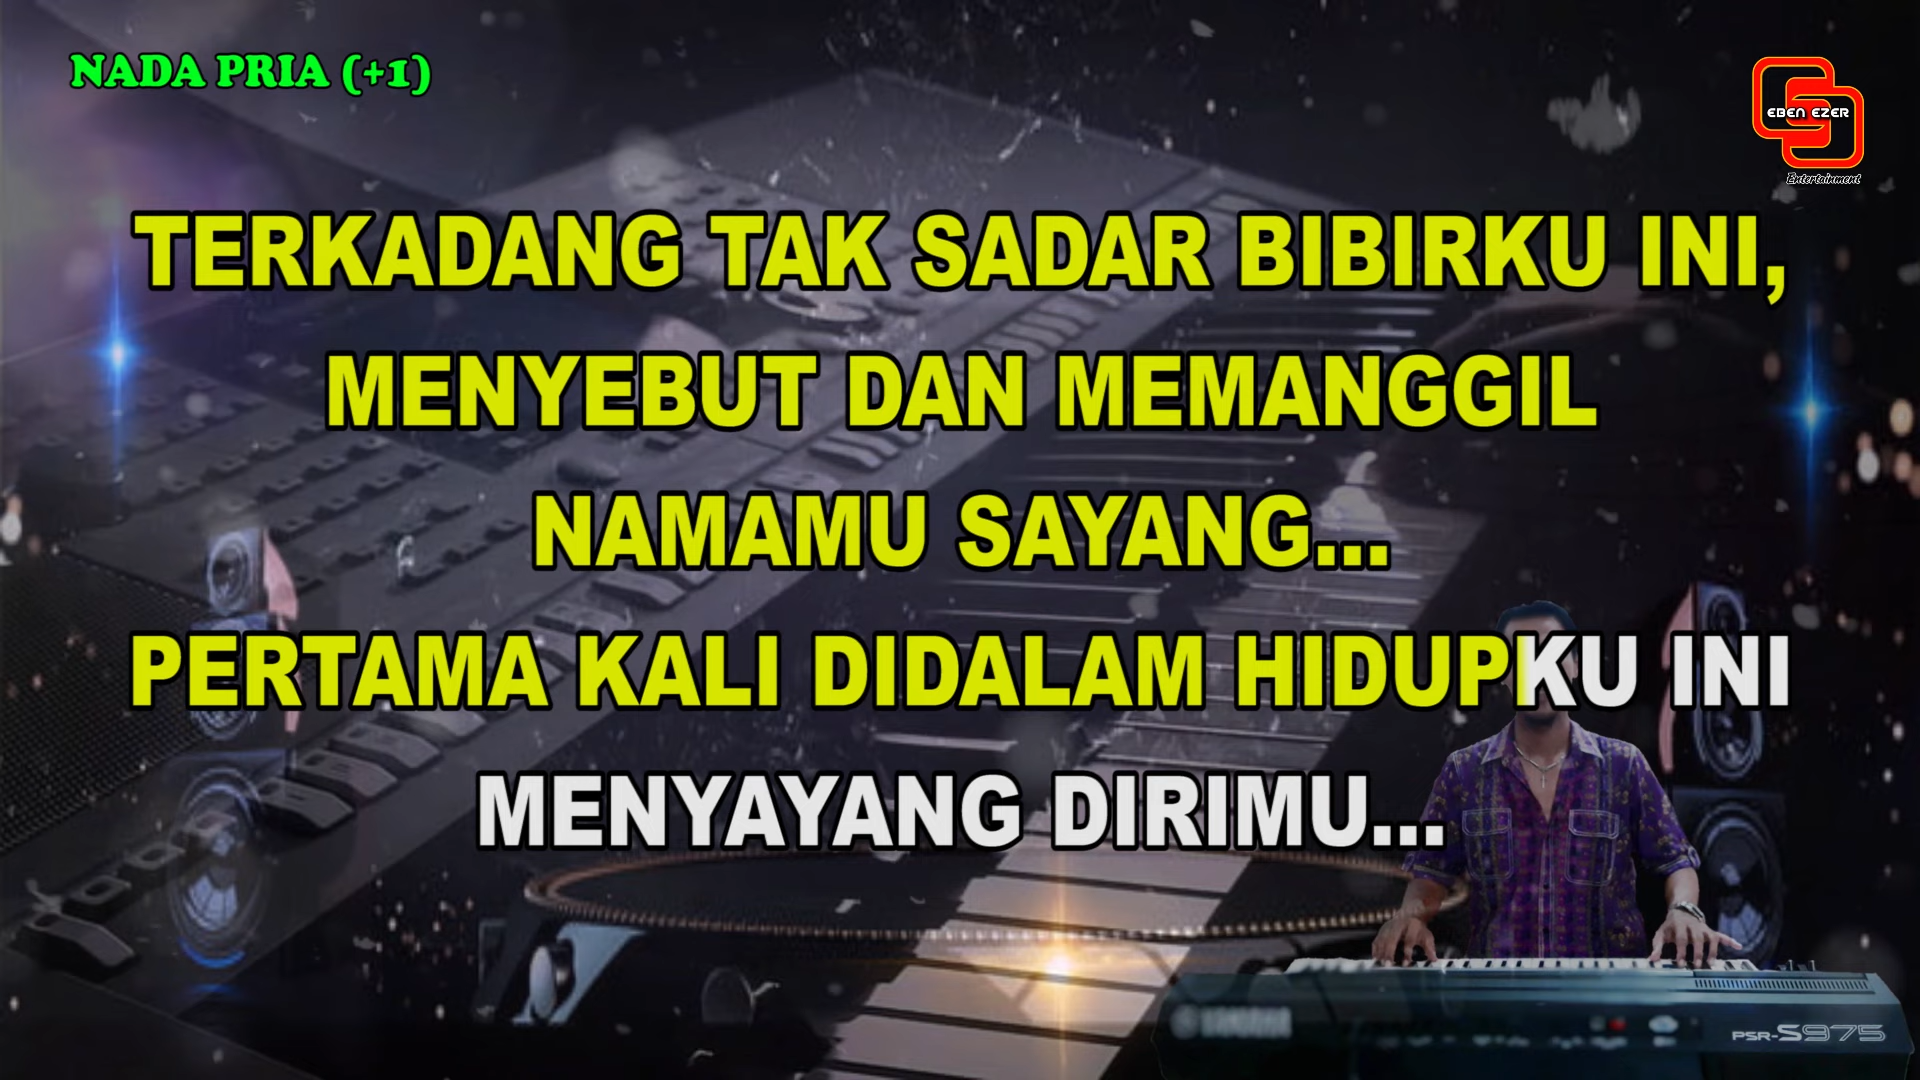 NADA PRIA (+1)
EBEN EZER
Entertainment
TERKADANG TAK SADAR BIBIRKU INI,
MENYEBUT DAN MEMANGGIL
NAMAMU SAYANG...
PERTAMA KALI DIDALAM HIDUPKU INI
MENYAYANG DIRIMU...
PSR-S975